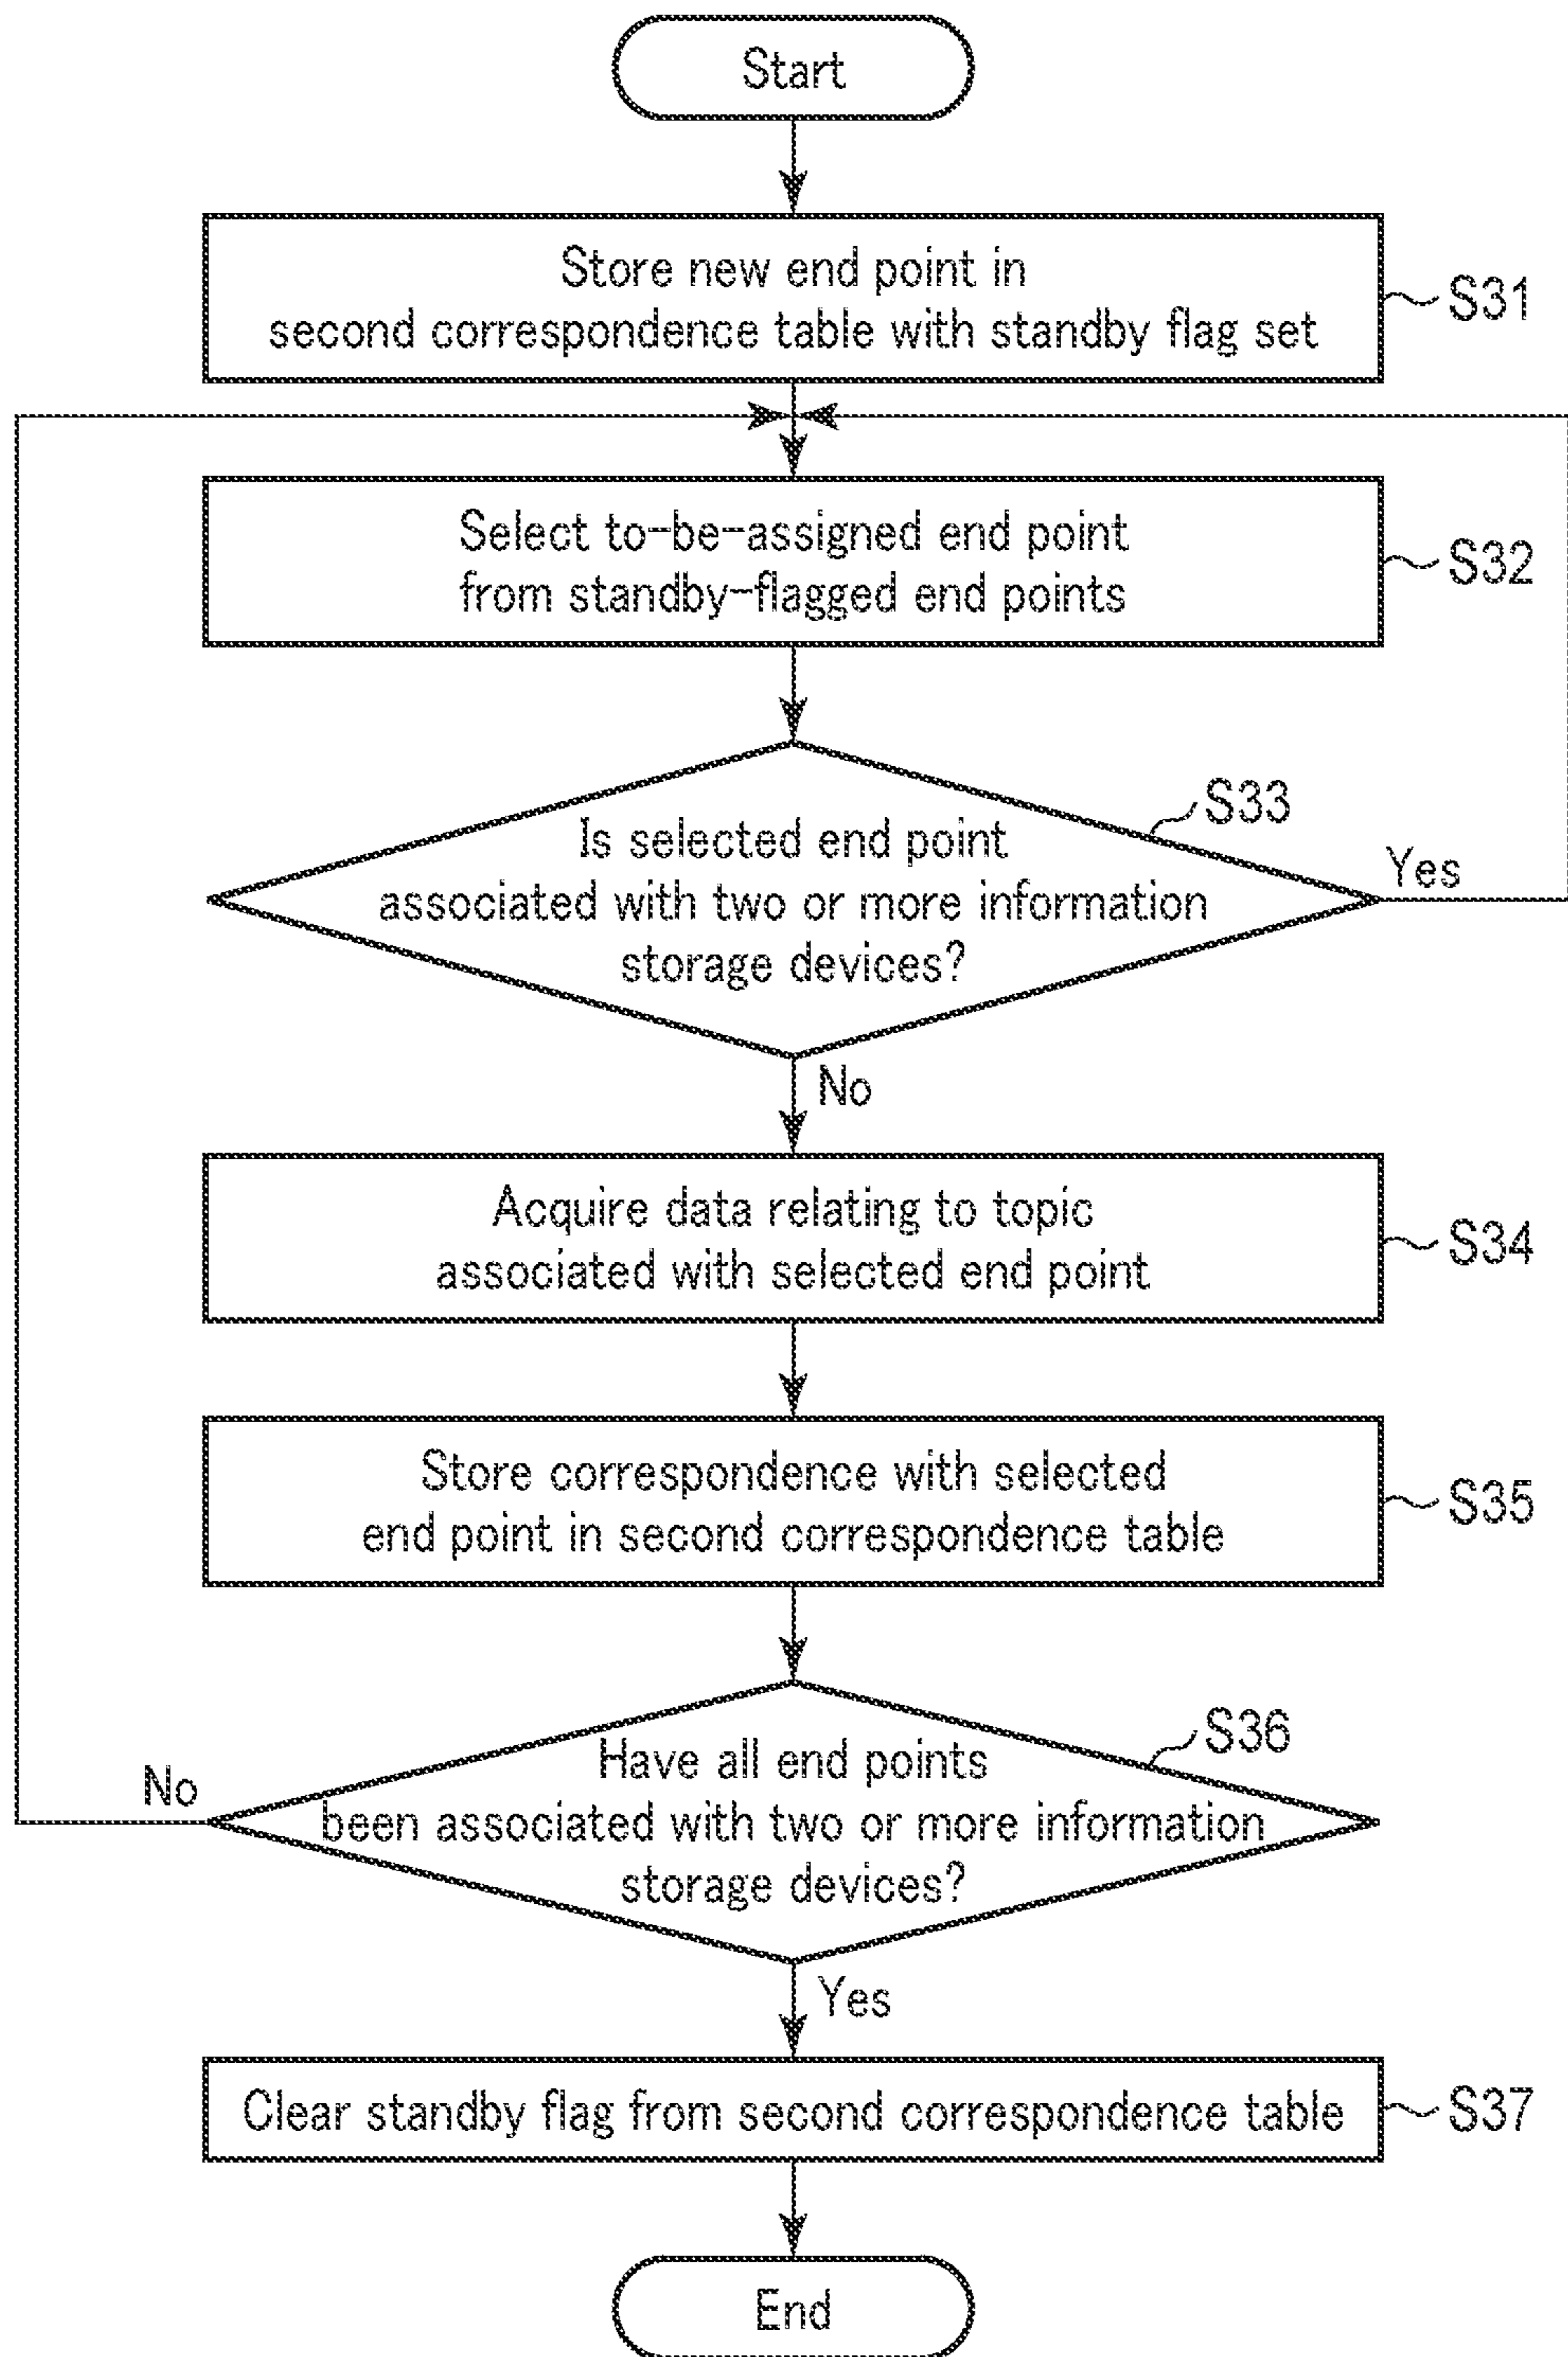 Start
Store new end point in
second correspondence table with standby flag set
S31
Select to-be-assigned end point
from standby-flagged end points
S32
S33
Is selected end point
associated with two or more information
storage devices?
Yes
No
Acquire data relating to topic
associated with selected end point
S34
Store correspondence with selected
end point in second correspondence table
S35
S36
Have all end points
been associated with two or more information
storage devices?
No
Yes
Clear standby flag from second correspondence table
S37
End